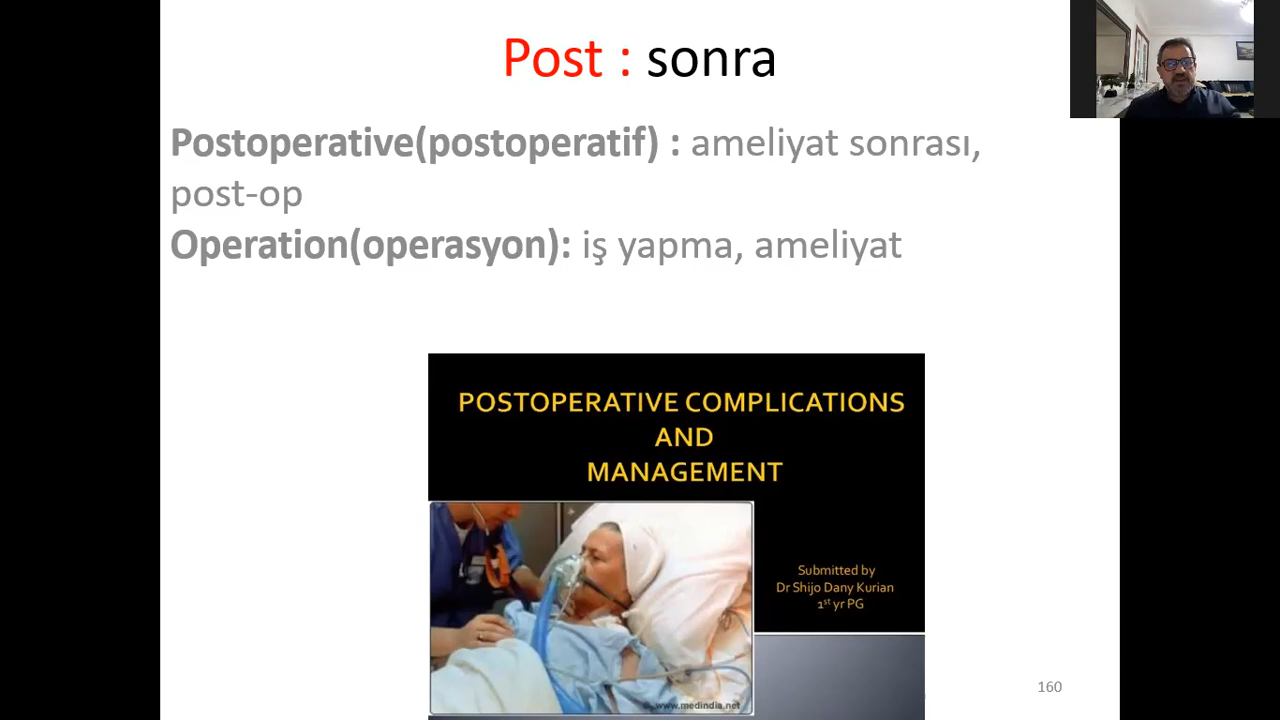 Post : sonra
Postoperative(postoperatif) : ameliyat sonrası,
post-op
Operation(operasyon): iş yapma, ameliyat
POSTOPERATIVE COMPLICATIONS
AND
MANAGEMENT
Submitted by
Dr Shijo Dany Kurian
1st yr PG
© www.medindia.net
160